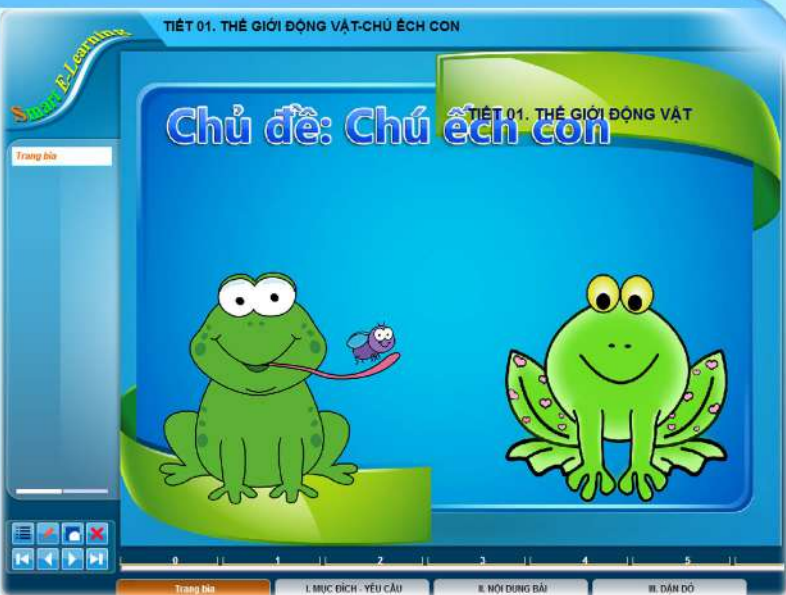 TIẾT 01. THẾ GIỚI ĐỘNG VẬT-CHÚ ẾCH CON
Smart E-Learning
TIẾT 01. THẾ GIỚI ĐỘNG VẬT
Chủ đề: Chú ếch con
Trang bìa
0 1 2 3 4 5
Trang bìa
I. MỤC ĐÍCH - YÊU CẦU
II. NỘI DUNG BÀI
III. DẶN DÒ